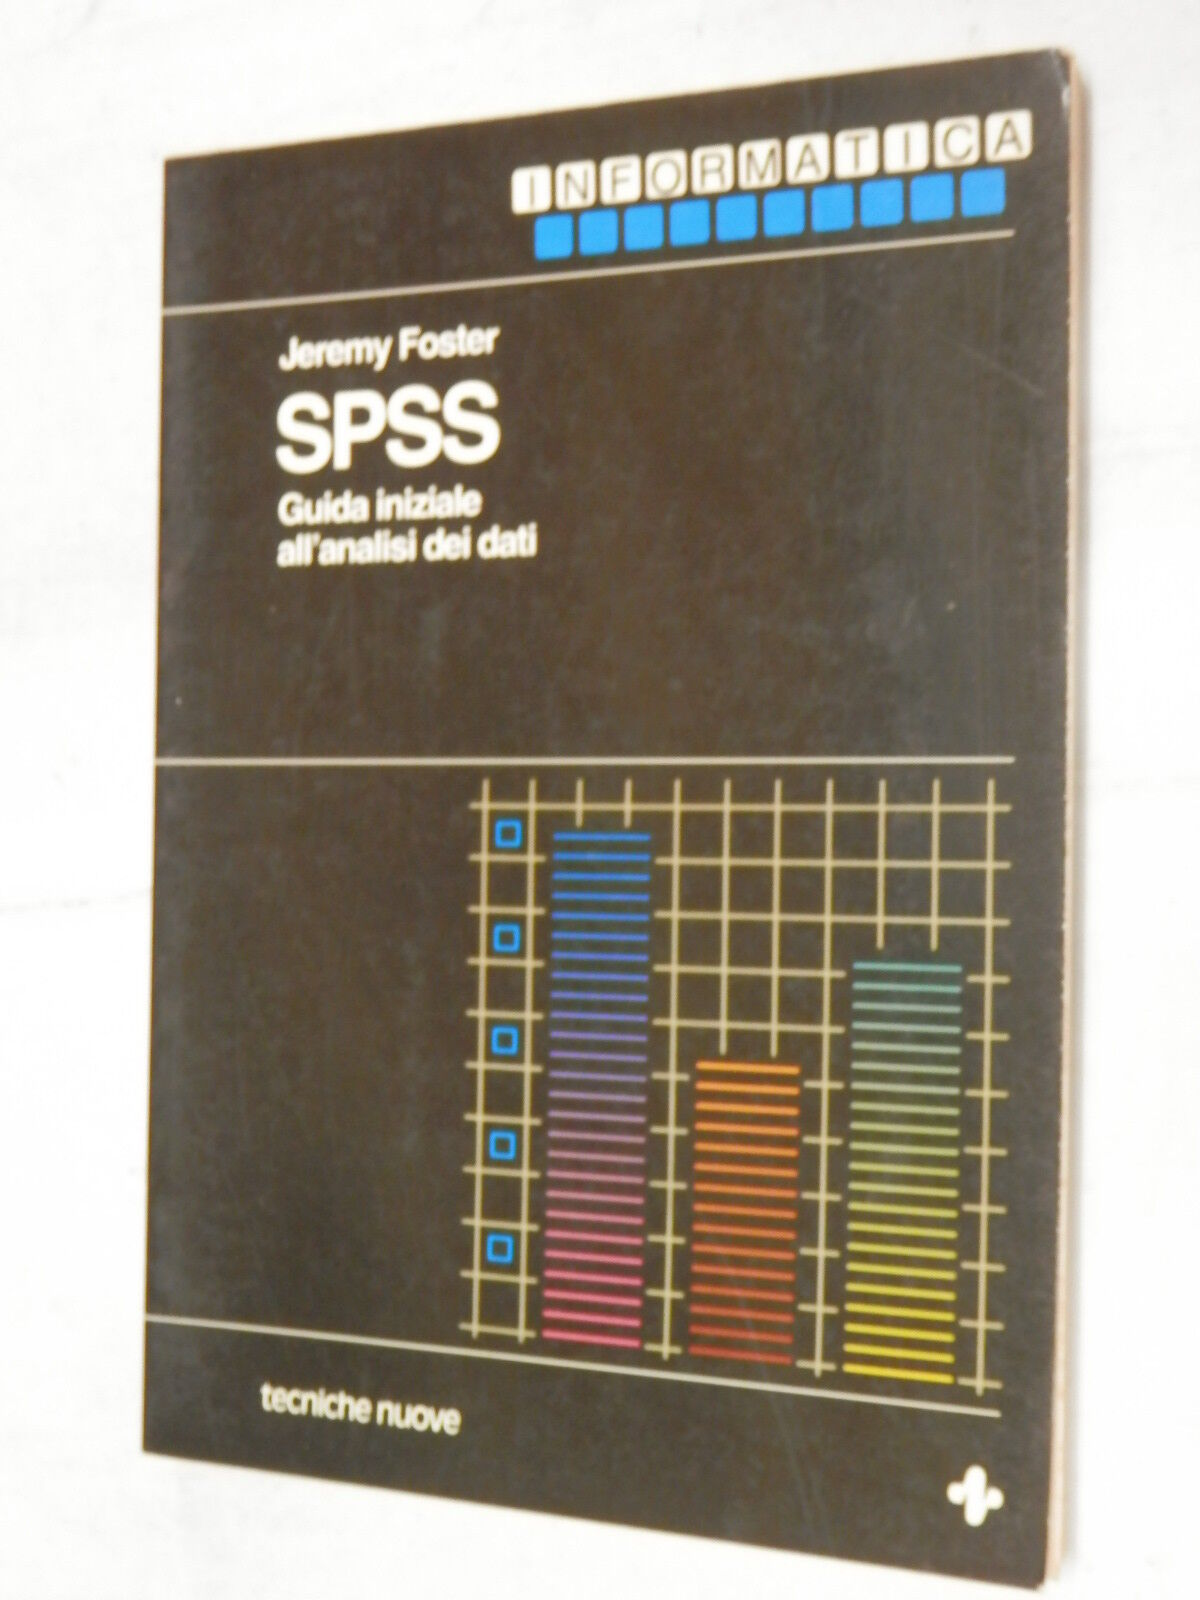 INFORMATICA
Jeremy Foster
SPSS
Guida iniziale
all'analisi dei dati
tecniche nuove